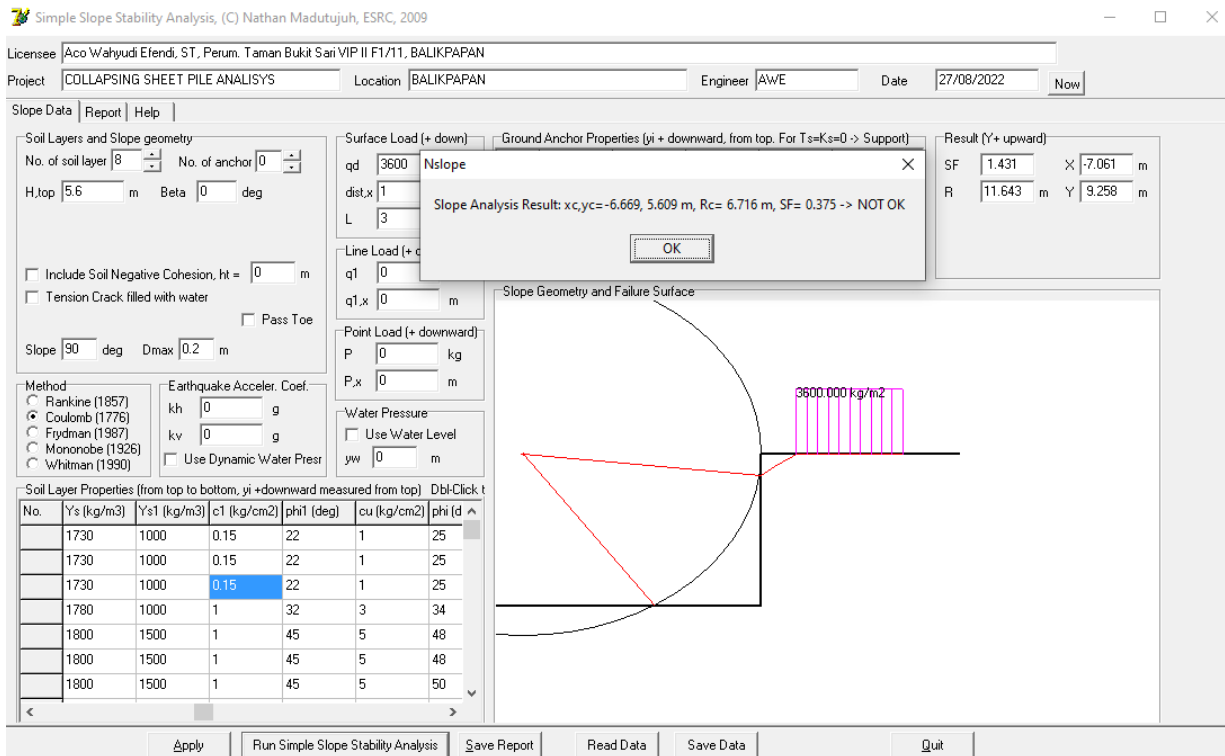 Simple Slope Stability Analysis, (C) Nathan Madutujuh, ESRC, 2009
Licensee Aco Wahyudi Efendi, ST, Perum. Taman Bukit Sari VIP II F1/11, BALIKPAPAN
Project COLLAPSING SHEET PILE ANALISYS Location BALIKPAPAN Engineer AWE Date 27/08/2022 Now
Slope Data Report Help
Soil Layers and Slope geometry
No. of soil layer 8 No. of anchor 0
H,top 5.6 m Beta 0 deg
Include Soil Negative Cohesion, ht = 0 m
Tension Crack filled with water
Pass Toe
Slope 90 deg Dmax 0.2 m
Method
Rankine (1857)
Coulomb (1776)
Frydman (1987)
Mononobe (1926)
Whitman (1990)
Earthquake Acceler. Coef.
kh 0 g
kv 0 g
Use Dynamic Water Presr
Surface Load (+ down)
qd 3600
dist,x 1
L 3
Line Load (+ d
q1 0
q1,x 0 m
Point Load (+ downward)
P 0 kg
P,x 0 m
Water Pressure
Use Water Level
yw 0 m
Ground Anchor Properties (yi + downward, from top. For Ts=Ks=0 -> Support)
Nslope
Slope Analysis Result: xc,yc=-6.669, 5.609 m, Rc= 6.716 m, SF= 0.375 -> NOT OK
OK
Result (Y+ upward)
SF 1.431 X -7.061 m
R 11.643 m Y 9.258 m
Slope Geometry and Failure Surface
3600.000 kg/m2
Soil Layer Properties (from top to bottom, yi +downward measured from top) Dbl-Click t
No. Ys (kg/m3) Ys1 (kg/m3) c1 (kg/cm2) phi1 (deg) cu (kg/cm2) phi (d
1730 1000 0.15 22 1 25
1730 1000 0.15 22 1 25
1730 1000 0.15 22 1 25
1780 1000 1 32 3 34
1800 1500 1 45 5 48
1800 1500 1 45 5 48
1800 1500 1 45 5 50
Apply Run Simple Slope Stability Analysis Save Report Read Data Save Data Quit